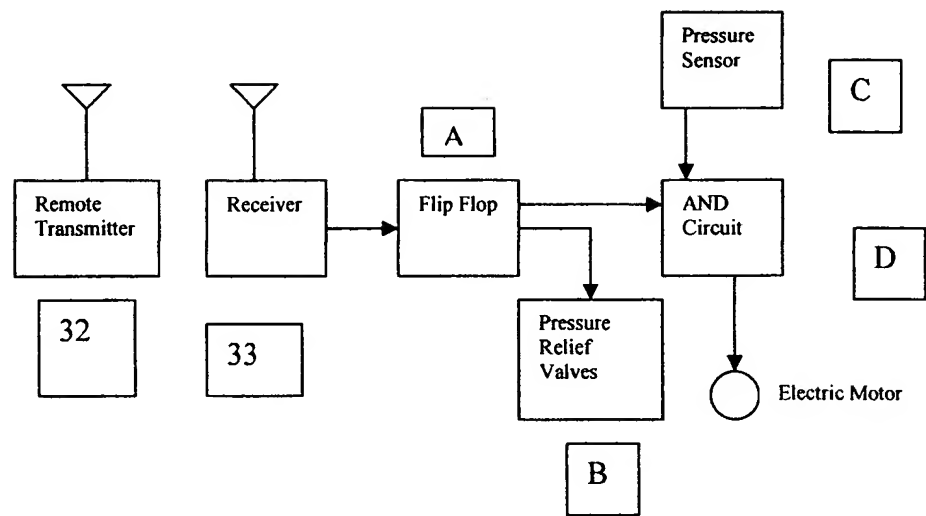 Pressure
Sensor
C
A
Remote
Transmitter
Receiver
Flip Flop
AND
Circuit
D
32
33
Pressure
Relief
Valves
Electric Motor
B